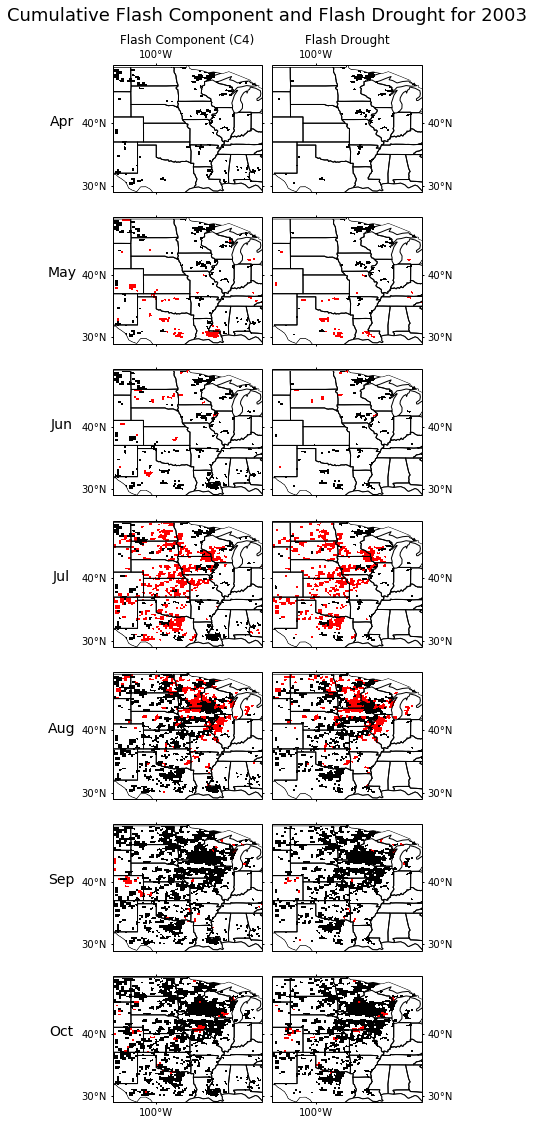 Cumulative Flash Component and Flash Drought for 2003
Flash Component (C4) Flash Drought
100°W 100°W
Apr 40°N 40°N
30°N 30°N
May 40°N 40°N
30°N 30°N
Jun 40°N 40°N
30°N 30°N
Jul 40°N 40°N
30°N 30°N
Aug 40°N 40°N
30°N 30°N
Sep 40°N 40°N
30°N 30°N
Oct 40°N 40°N
30°N 30°N
100°W 100°W